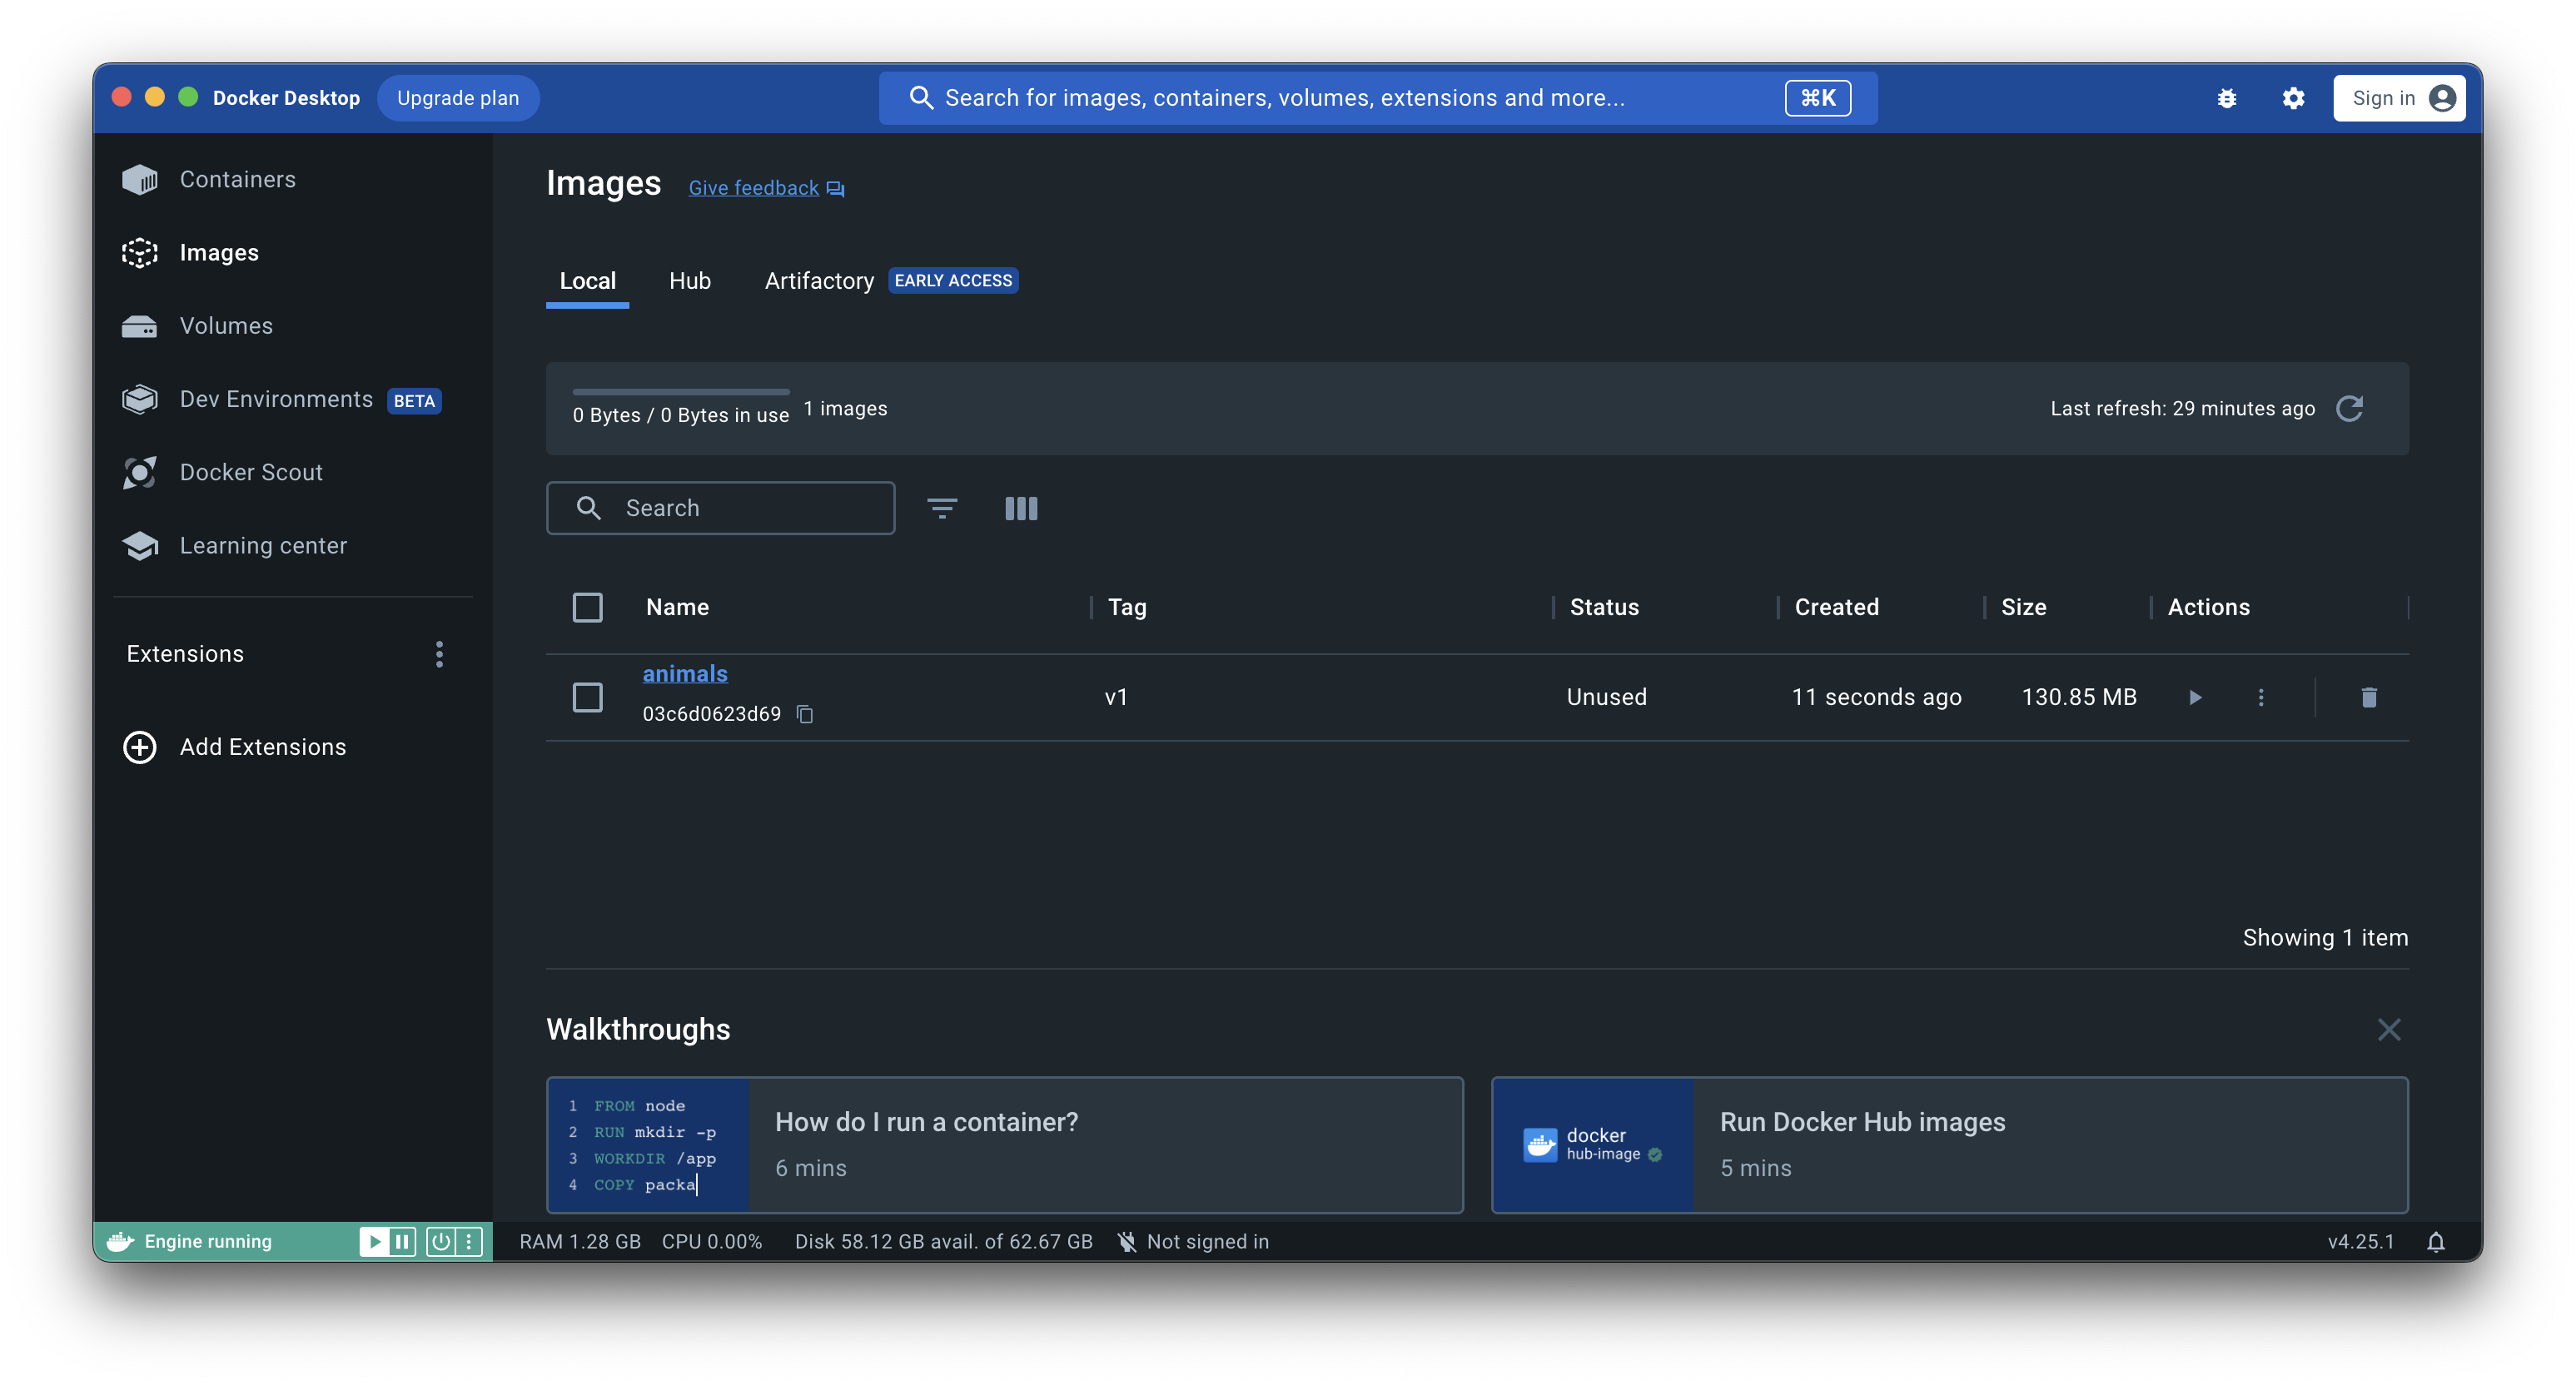 Docker Desktop
Upgrade plan
Search for images, containers, volumes, extensions and more...
⌘K
Sign in
Containers
Images
Volumes
Dev Environments BETA
Docker Scout
Learning center
Extensions
Add Extensions
Images
Give feedback
Local
Hub
Artifactory EARLY ACCESS
0 Bytes / 0 Bytes in use
1 images
Last refresh: 29 minutes ago
Search
Name Tag Status Created Size Actions
animals
03c6d0623d69
v1 Unused 11 seconds ago 130.85 MB
Showing 1 item
Walkthroughs
1 FROM node
2 RUN mkdir -p
3 WORKDIR /app
4 COPY packa
How do I run a container?
6 mins
docker
hub-image
Run Docker Hub images
5 mins
Engine running
RAM 1.28 GB CPU 0.00% Disk 58.12 GB avail. of 62.67 GB Not signed in
v4.25.1